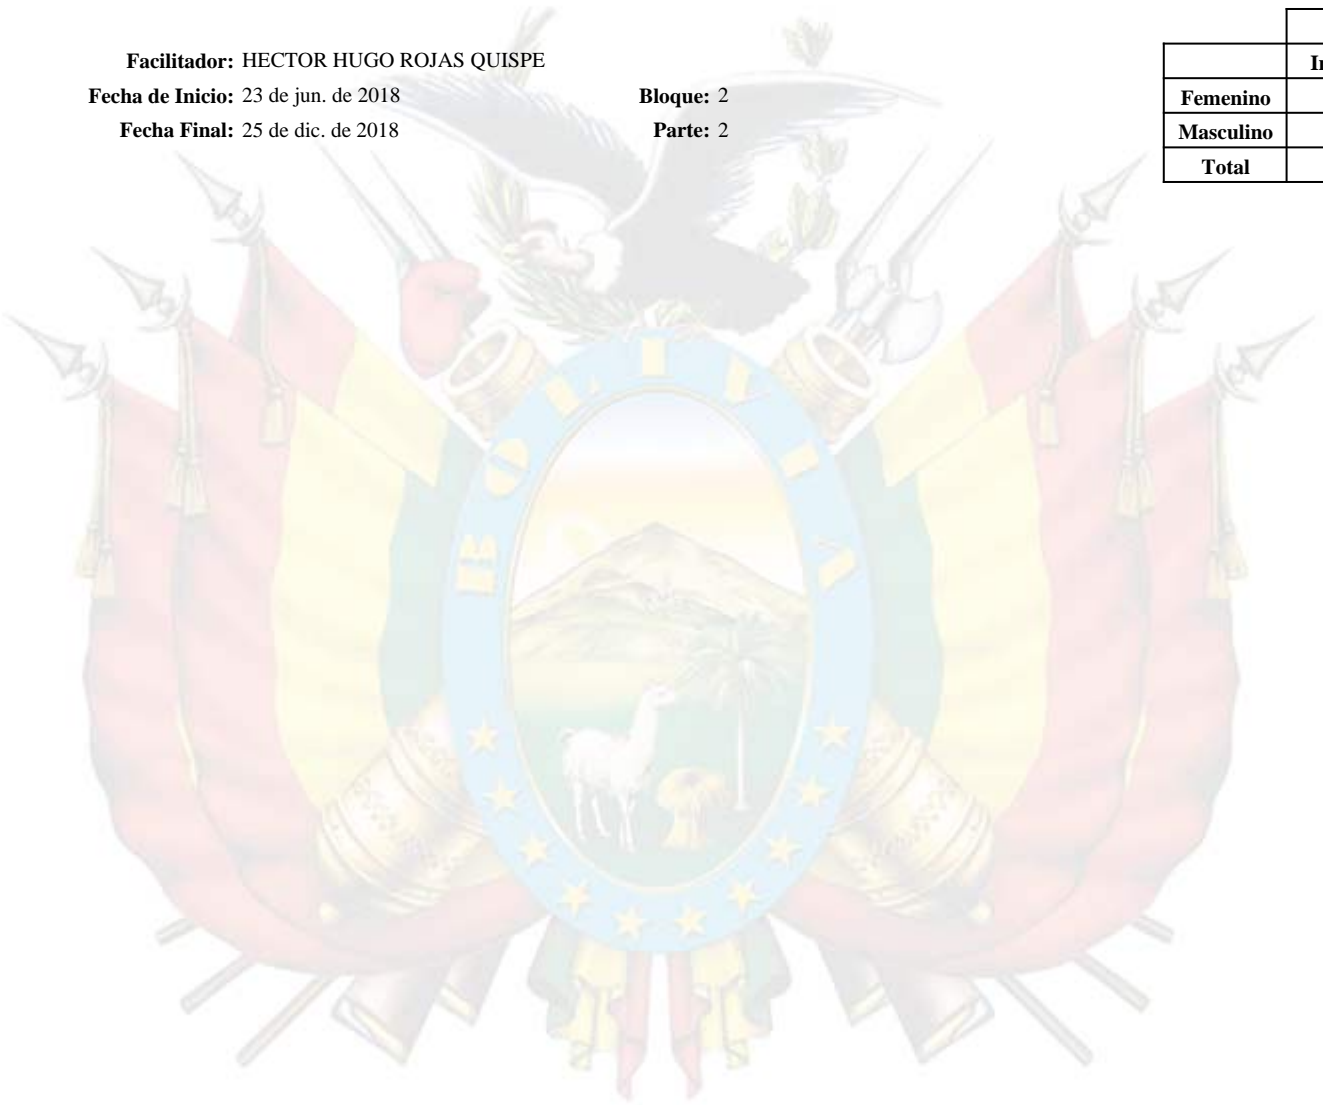 Facilitador: HECTOR HUGO ROJAS QUISPE
Fecha de Inicio: 23 de jun. de 2018 Bloque: 2
Fecha Final: 25 de dic. de 2018 Parte: 2
Femenino
Masculino
Total
BOLIVIA